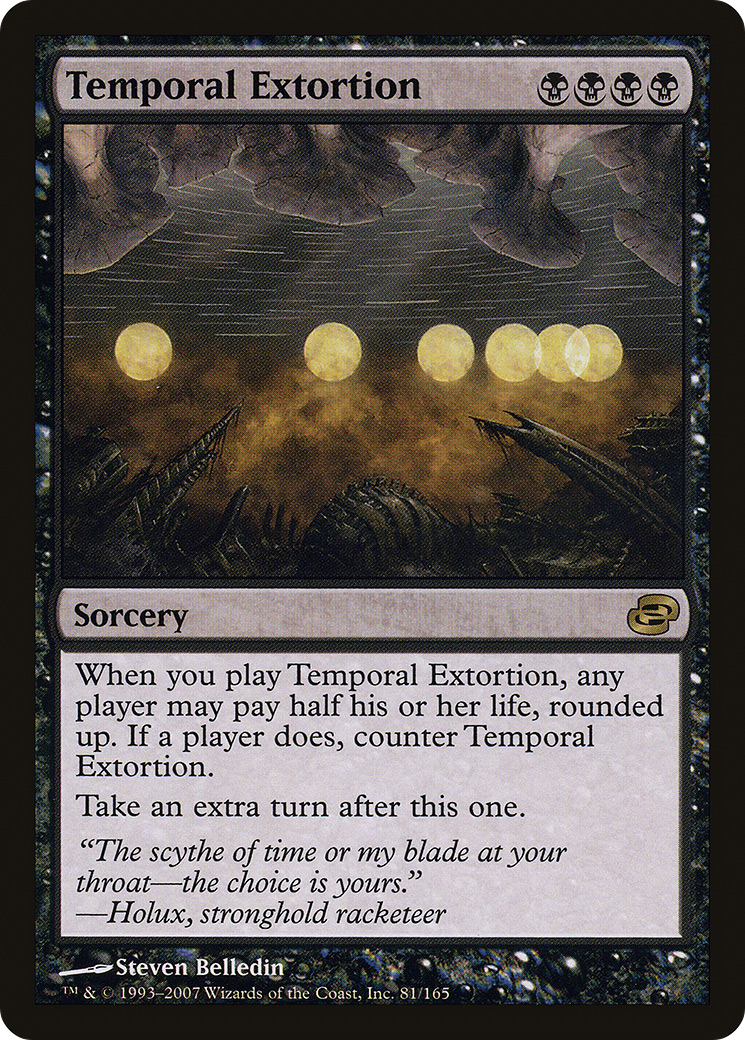 Temporal Extortion
Sorcery
When you play Temporal Extortion, any
player may pay half his or her life, rounded
up. If a player does, counter Temporal
Extortion.
Take an extra turn after this one.
“The scythe of time or my blade at your
throat—the choice is yours.”
—Holux, stronghold racketeer
Steven Belledin
™ & © 1993–2007 Wizards of the Coast, Inc. 81/165